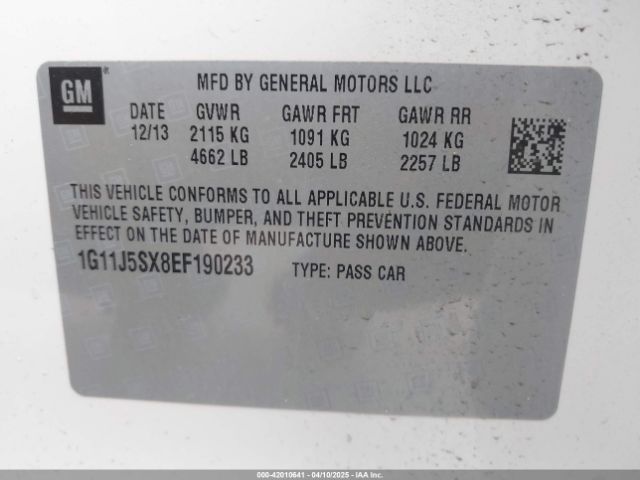 GM
MFD BY GENERAL MOTORS LLC
DATE GVWR GAWR FRT GAWR RR
12/13 2115 KG 1091 KG 1024 KG
4662 LB 2405 LB 2257 LB
THIS VEHICLE CONFORMS TO ALL APPLICABLE U.S. FEDERAL MOTOR
VEHICLE SAFETY, BUMPER, AND THEFT PREVENTION STANDARDS IN
EFFECT ON THE DATE OF MANUFACTURE SHOWN ABOVE.
1G11J5SX8EF190233 TYPE: PASS CAR
000-42010641 - 04/10/2025 - IAAI.com